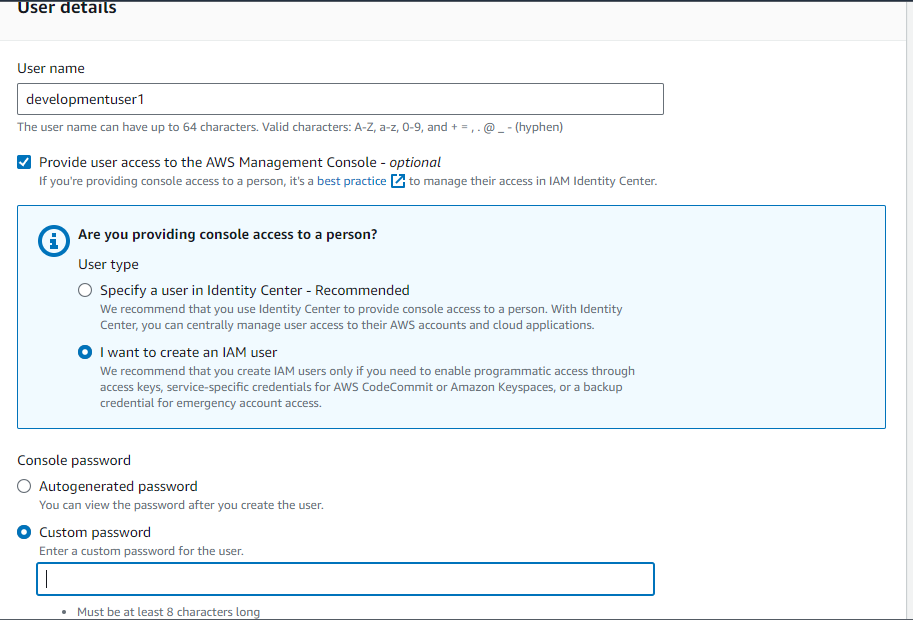 User details
User name
developmentuser1
The user name can have up to 64 characters. Valid characters: A-Z, a-z, 0-9, and + = , . @ _ - (hyphen)
Provide user access to the AWS Management Console - optional
If you're providing console access to a person, it's a best practice to manage their access in IAM Identity Center.
Are you providing console access to a person?
User type
Specify a user in Identity Center - Recommended
We recommend that you use Identity Center to provide console access to a person. With Identity
Center, you can centrally manage user access to their AWS accounts and cloud applications.
I want to create an IAM user
We recommend that you create IAM users only if you need to enable programmatic access through
access keys, service-specific credentials for AWS CodeCommit or Amazon Keyspaces, or a backup
credential for emergency account access.
Console password
Autogenerated password
You can view the password after you create the user.
Custom password
Enter a custom password for the user.
• Must be at least 8 characters long